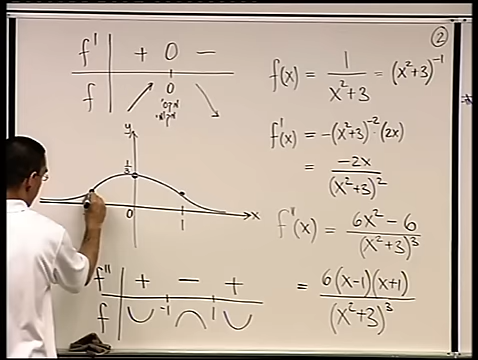 ②
f' + 0 −
f 0
y
1/3
0 1 x
f'' + − +
f -1 1
f(x) = 1/(x²+3) = (x²+3)⁻¹
f'(x) = -(x²+3)⁻²·(2x)
= -2x/(x²+3)²
f''(x) = (6x²-6)/(x²+3)³
= 6(x-1)(x+1)/(x²+3)³